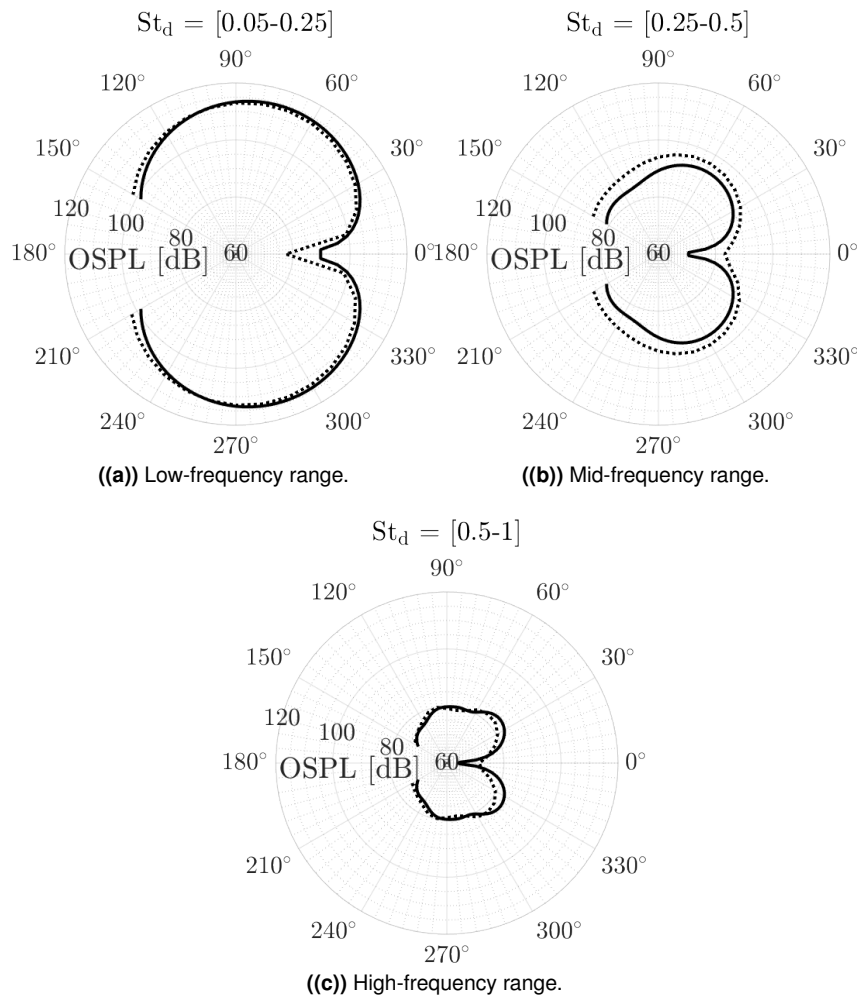 St_d = [0.05-0.25]
90°
120° 60°
150° 30°
120 100 80 60
180° OSPL [dB] 0°
210° 330°
240° 300°
270°
((a)) Low-frequency range.
St_d = [0.25-0.5]
90°
120° 60°
150° 30°
120 100 80 60
180° OSPL [dB] 0°
210° 330°
240° 300°
270°
((b)) Mid-frequency range.
St_d = [0.5-1]
90°
120° 60°
150° 30°
120 100 80 60
180° OSPL [dB] 0°
210° 330°
240° 300°
270°
((c)) High-frequency range.